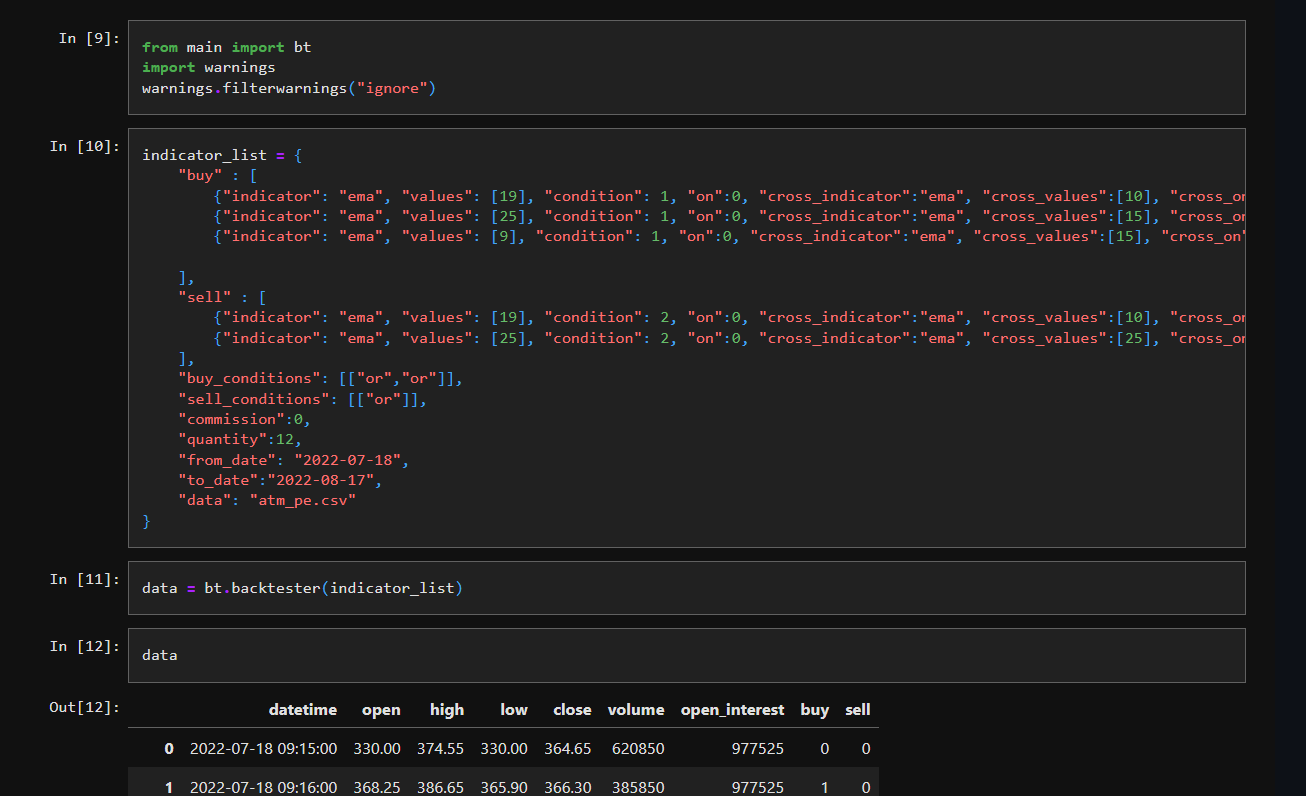 In [9]:
from main import bt
import warnings
warnings.filterwarnings("ignore")
In [10]:
indicator_list = {
    "buy" : [
        {"indicator": "ema", "values": [19], "condition": 1, "on":0, "cross_indicator":"ema", "cross_values":[10], "cross_on
        {"indicator": "ema", "values": [25], "condition": 1, "on":0, "cross_indicator":"ema", "cross_values":[15], "cross_on
        {"indicator": "ema", "values": [9], "condition": 1, "on":0, "cross_indicator":"ema", "cross_values":[15], "cross_on"
    ],
    "sell" : [
        {"indicator": "ema", "values": [19], "condition": 2, "on":0, "cross_indicator":"ema", "cross_values":[10], "cross_on
        {"indicator": "ema", "values": [25], "condition": 2, "on":0, "cross_indicator":"ema", "cross_values":[25], "cross_on
    ],
    "buy_conditions": [["or","or"]],
    "sell_conditions": [["or"]],
    "commission":0,
    "quantity":12,
    "from_date": "2022-07-18",
    "to_date":"2022-08-17",
    "data": "atm_pe.csv"
}
In [11]:
data = bt.backtester(indicator_list)
In [12]:
data
Out[12]:
datetime open high low close volume open_interest buy sell
0 2022-07-18 09:15:00 330.00 374.55 330.00 364.65 620850 977525 0 0
1 2022-07-18 09:16:00 368.25 386.65 365.90 366.30 385850 977525 1 0